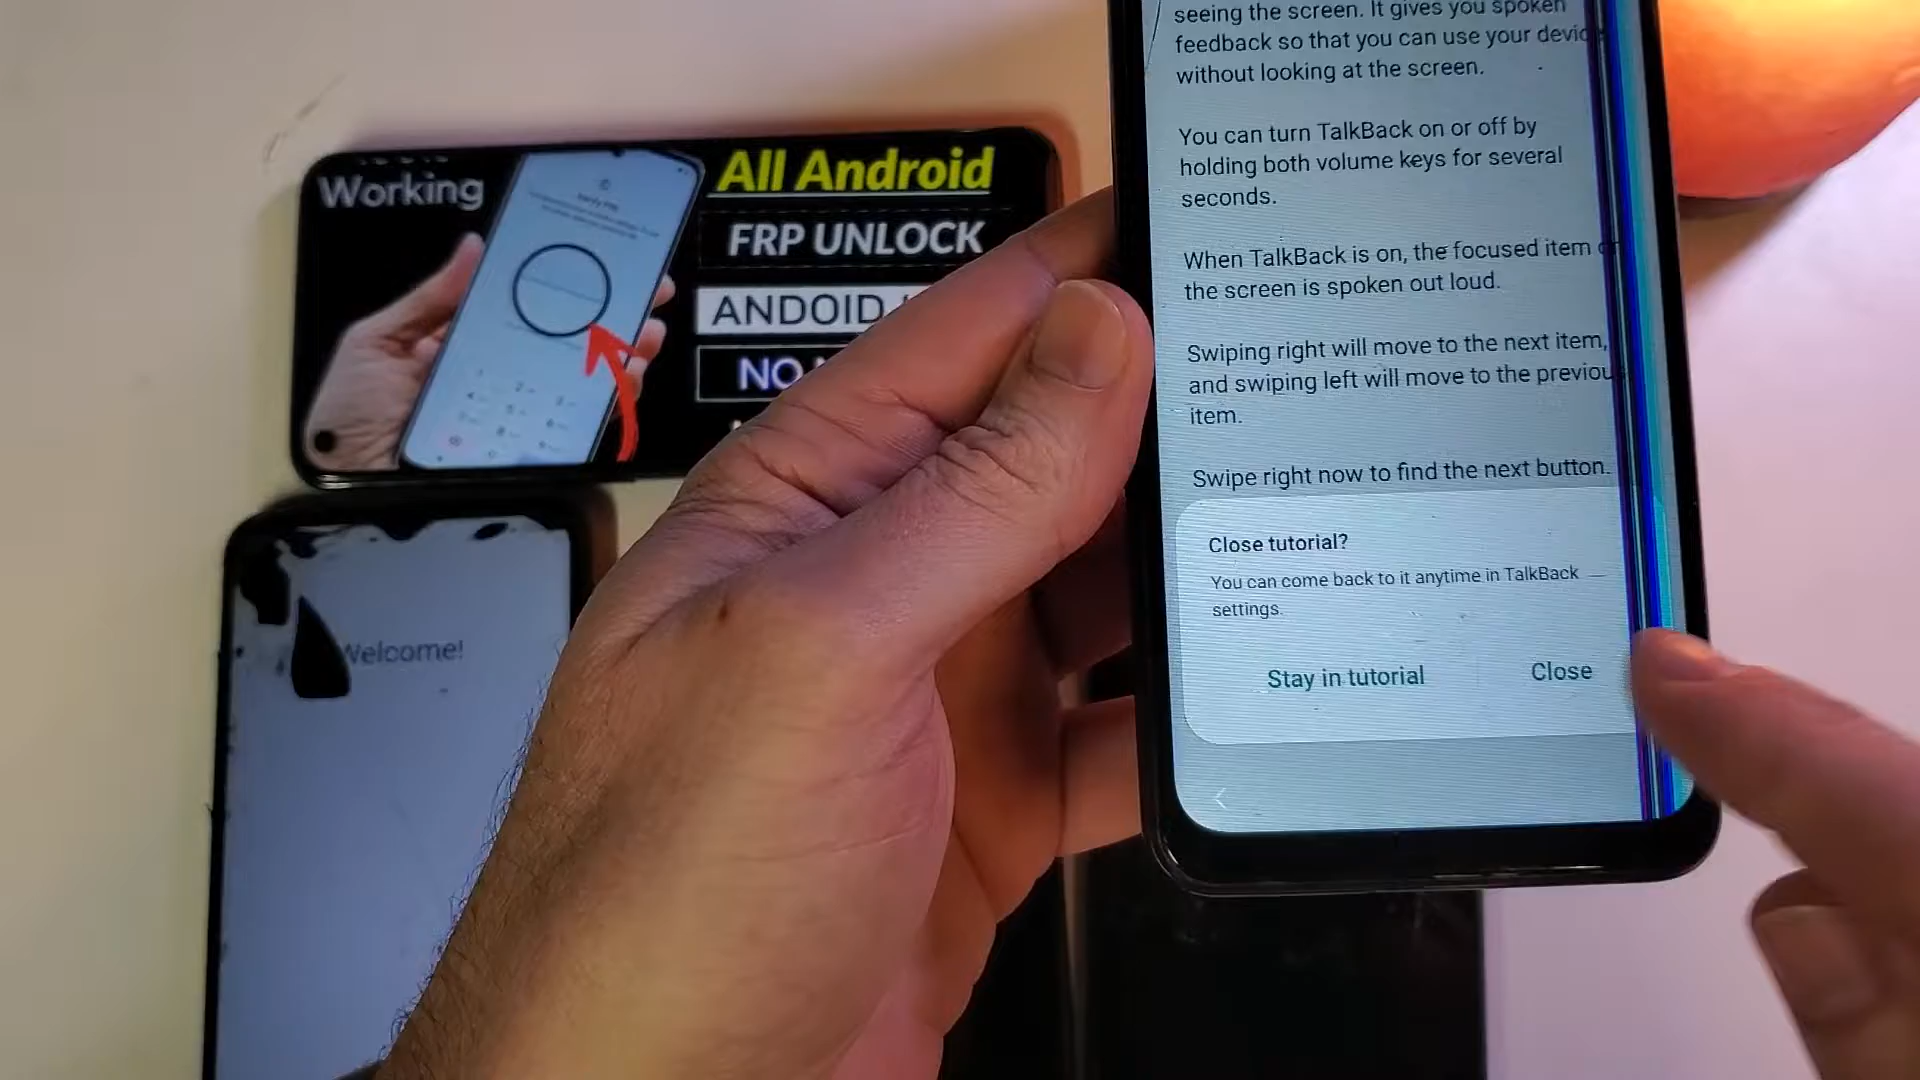 Working
All Android
FRP UNLOCK
ANDOID
NO
Welcome!
seeing the screen. It gives you spoken
feedback so that you can use your devic
without looking at the screen.
You can turn TalkBack on or off by
holding both volume keys for several
seconds.
When TalkBack is on, the focused item
the screen is spoken out loud.
Swiping right will move to the next item,
and swiping left will move to the previou
item.
Swipe right now to find the next button.
Close tutorial?
You can come back to it anytime in TalkBack
settings.
Stay in tutorial
Close